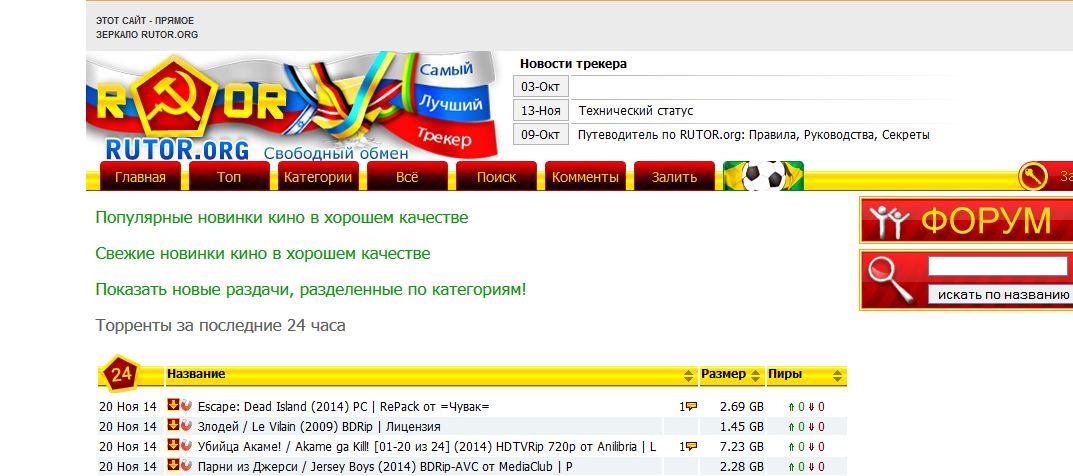 ЭТОТ САЙТ - ПРЯМОЕ
ЗЕРКАЛО RUTOR.ORG
R OR
RUTOR.ORG Свободный обмен
Самый
Лучший
Трекер
Новости трекера
03-Окт
13-Ноя Технический статус
09-Окт Путеводитель по RUTOR.org: Правила, Руководства, Секреты
Главная Топ Категории Всё Поиск Комменты Залить За
Популярные новинки кино в хорошем качестве
Свежие новинки кино в хорошем качестве
Показать новые раздачи, разделенные по категориям!
Торренты за последние 24 часа
ФОРУМ
искать по названию
24 Название Размер Пиры
20 Ноя 14 Escape: Dead Island (2014) PC | RePack от =Чувак= 1 2.69 GB 0 0
20 Ноя 14 Злодей / Le Vilain (2009) BDRip | Лицензия 1.45 GB 0 0
20 Ноя 14 Убийца Акаме! / Akame ga Kill! [01-20 из 24] (2014) HDTVRip 720p от Anilibria | L 1 7.23 GB 0 0
20 Ноя 14 Парни из Джерси / Jersey Boys (2014) BDRip-AVC от MediaClub | P 2.28 GB 0 0